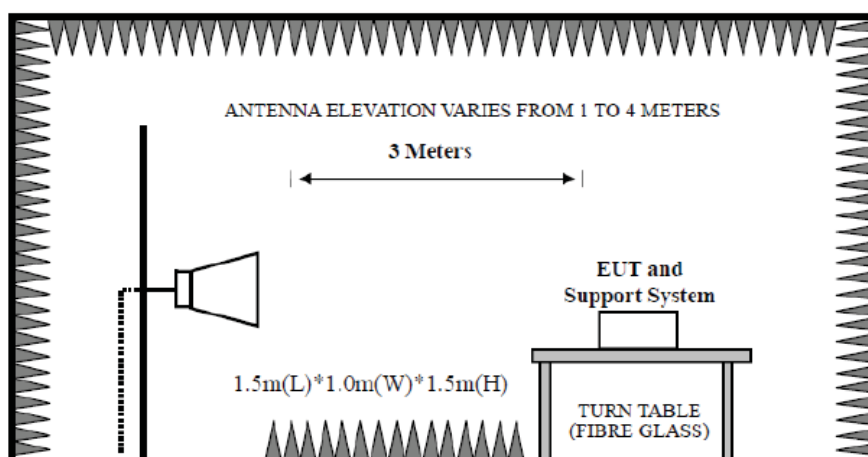 ANTENNA ELEVATION VARIES FROM 1 TO 4 METERS
3 Meters
EUT and
Support System
1.5m(L)*1.0m(W)*1.5m(H)
TURN TABLE
(FIBRE GLASS)